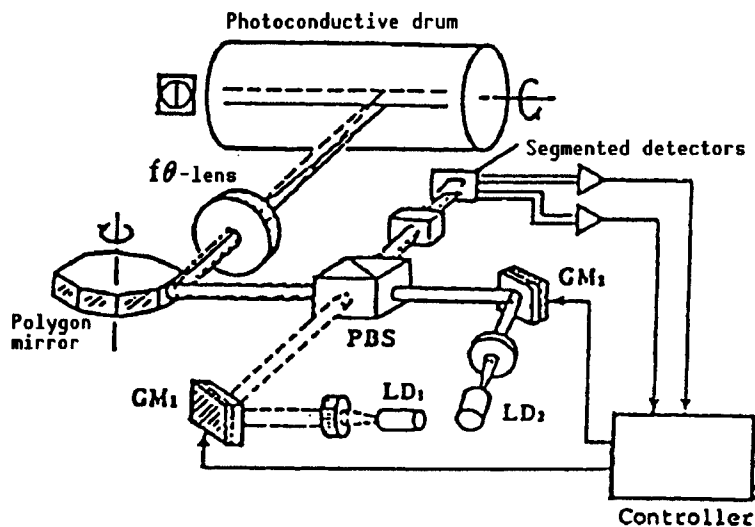 Photoconductive drum
Segmented detectors
fθ-lens
GM₂
Polygon
mirror
PBS
GM₁
LD₁
LD₂
Controller